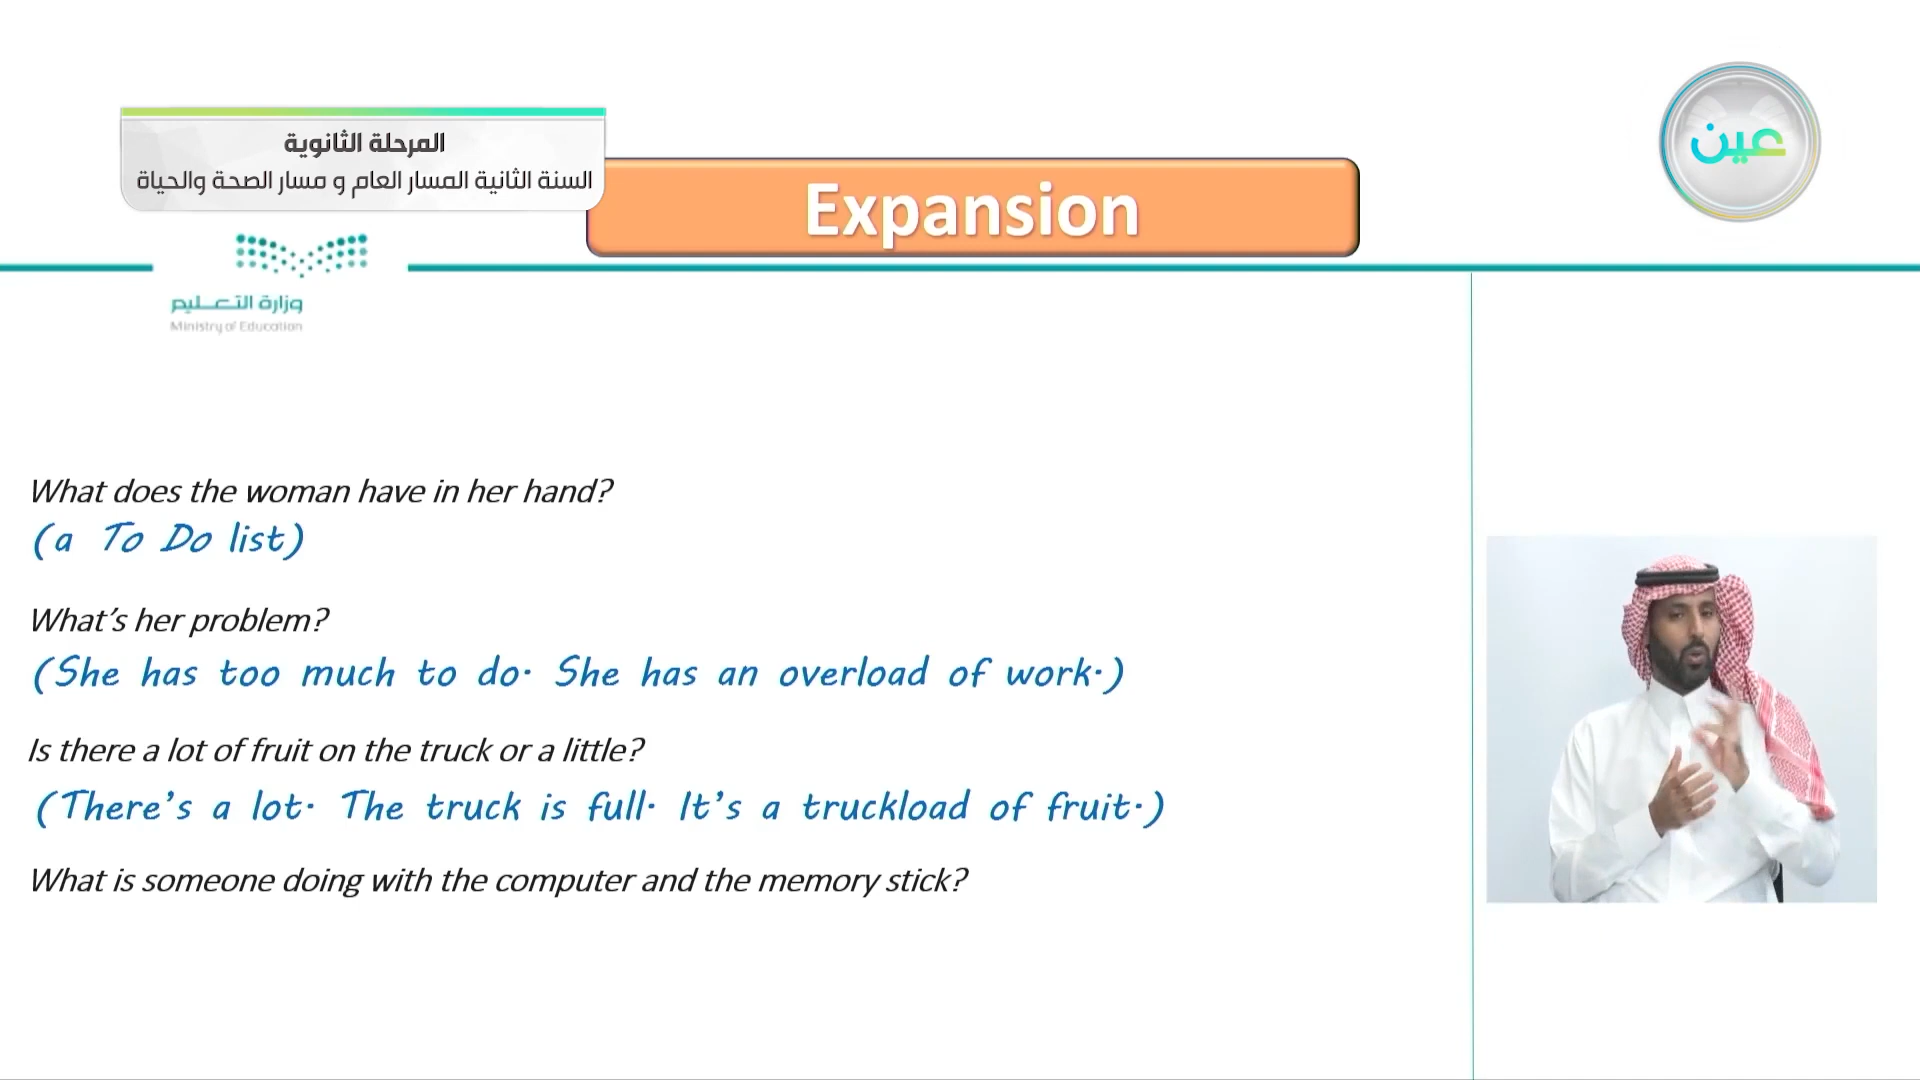 المرحلة الثانوية
السنة الثانية المسار العام و مسار الصحة والحياة
عين
Expansion
وزارة التعليم
Ministry of Education
What does the woman have in her hand?
(a To Do list)
What's her problem?
(She has too much to do. She has an overload of work.)
Is there a lot of fruit on the truck or a little?
(There's a lot. The truck is full. It's a truckload of fruit.)
What is someone doing with the computer and the memory stick?